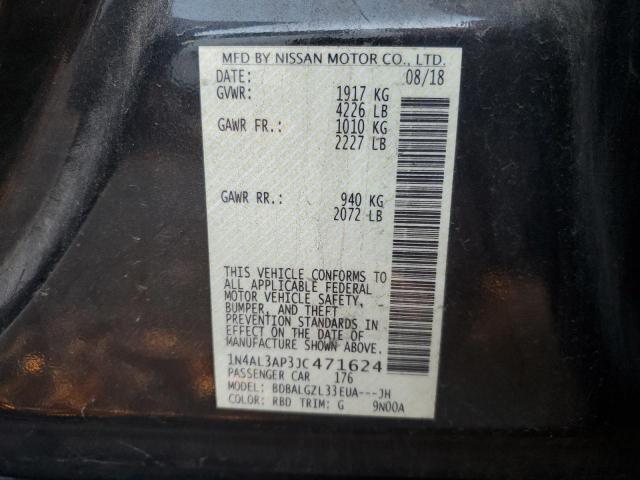 MFD BY NISSAN MOTOR CO., LTD.
DATE: 08/18
GVWR: 1917 KG
4226 LB
GAWR FR.: 1010 KG
2227 LB
GAWR RR.: 940 KG
2072 LB
THIS VEHICLE CONFORMS TO
ALL APPLICABLE FEDERAL
MOTOR VEHICLE SAFETY,
BUMPER, AND THEFT
PREVENTION STANDARDS IN
EFFECT ON THE DATE OF
MANUFACTURE SHOWN ABOVE.
1N4AL3AP3JC471624
PASSENGER CAR 176
MODEL: BDBALGZL33EUA---JH
COLOR: RBD TRIM: G 9N00A